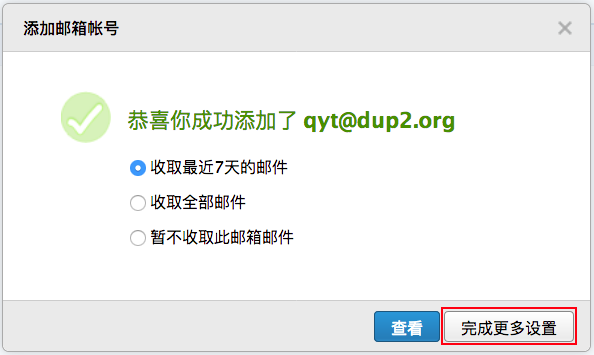 添加邮箱帐号
恭喜你成功添加了 qyt@dup2.org
收取最近7天的邮件
收取全部邮件
暂不收取此邮箱邮件
查看 完成更多设置